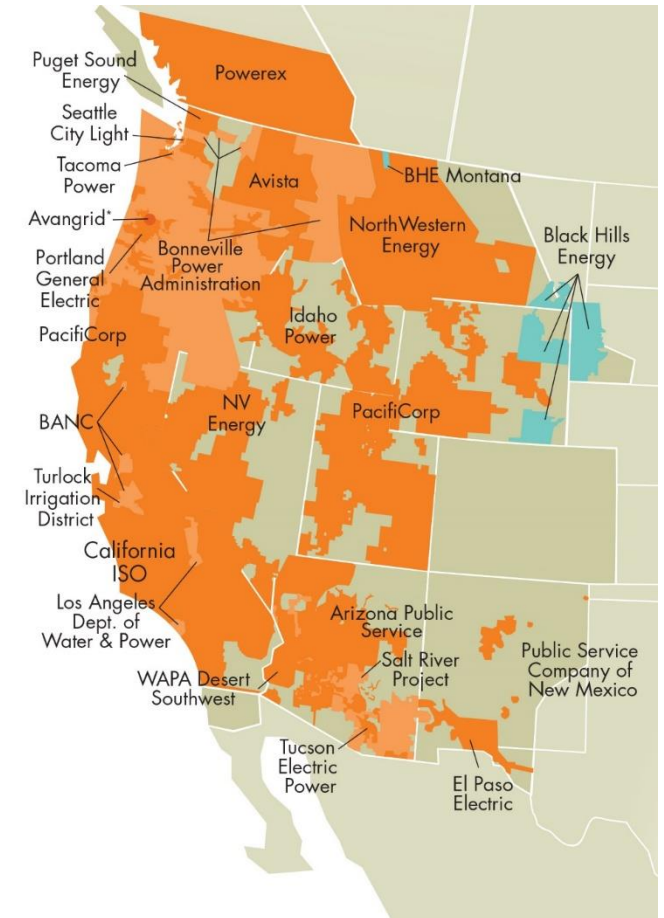 Powerex
Puget Sound
Energy
Seattle
City Light
Tacoma
Power
Avangrid*
Portland
General
Electric
PacifiCorp
Bonneville
Power
Administration
Avista
BHE Montana
NorthWestern
Energy
Black Hills
Energy
Idaho
Power
NV
Energy
PacifiCorp
BANC
Turlock
Irrigation
District
California
ISO
Los Angeles
Dept. of
Water & Power
WAPA Desert
Southwest
Arizona Public
Service
Salt River
Project
Public Service
Company of
New Mexico
Tucson
Electric
Power
El Paso
Electric